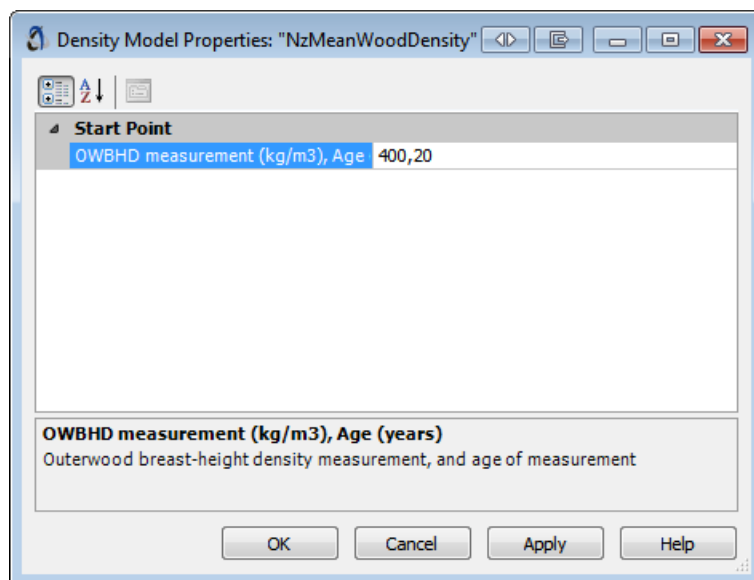 Density Model Properties: "NzMeanWoodDensity"
A
Z
Start Point
OWBHD measurement (kg/m3), Age 400,20
OWBHD measurement (kg/m3), Age (years)
Outerwood breast-height density measurement, and age of measurement
OK Cancel Apply Help